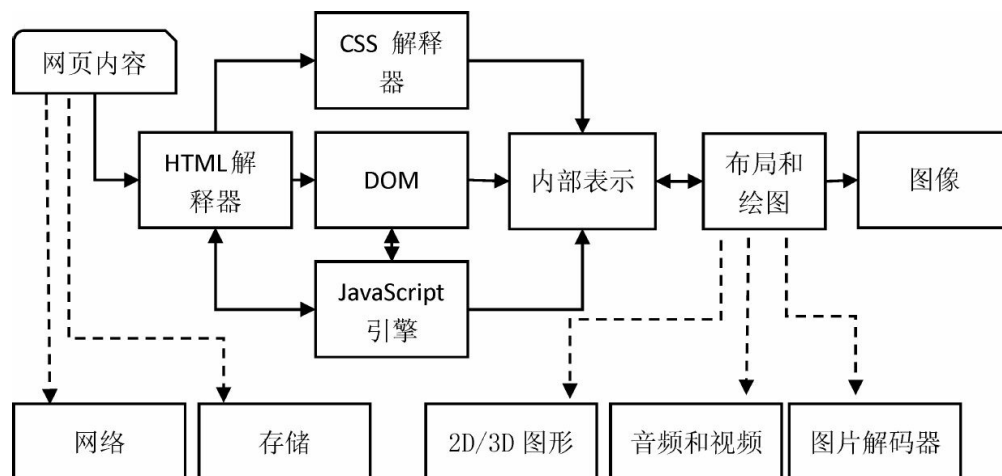 网页内容
CSS 解释
器
HTML解
释器
DOM
内部表示
布局和
绘图
图像
JavaScript
引擎
网络
存储
2D/3D 图形
音频和视频
图片解码器